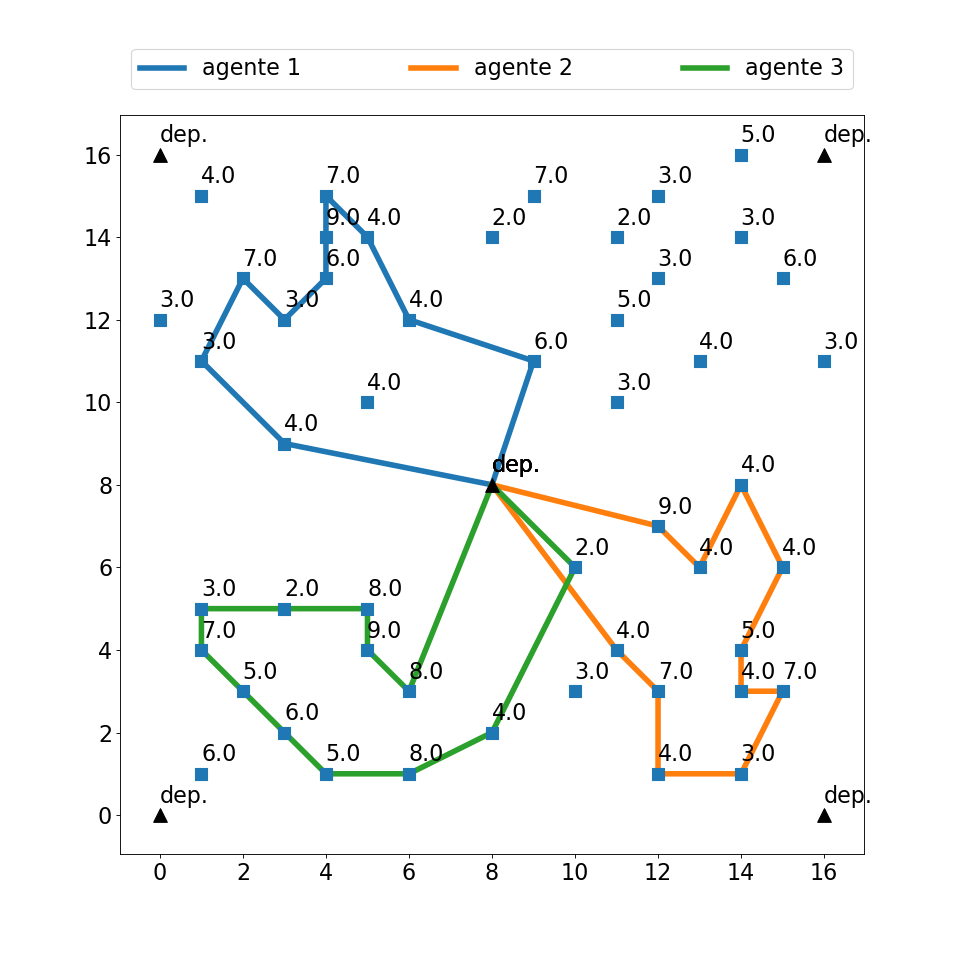 agente 1 agente 2 agente 3
dep. 5.0 dep.
16
4.0 7.0 7.0 3.0
9.0 4.0 2.0 2.0 3.0
14
7.0 6.0 3.0 6.0
3.0 3.0 4.0 5.0
12
3.0 6.0 4.0 3.0
4.0 3.0
10
4.0
dep. 4.0
8
9.0
2.0 4.0 4.0
6
3.0 2.0 8.0
7.0 9.0 4.0 5.0
4
5.0 8.0 3.0 7.0 4.0 7.0
6.0 4.0
2
6.0 5.0 8.0 4.0 3.0
dep. dep.
0
0 2 4 6 8 10 12 14 16